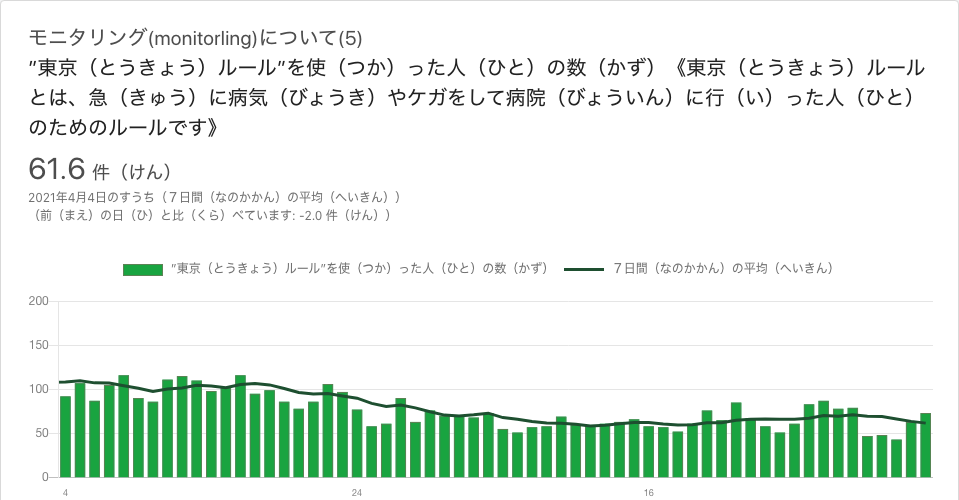 モニタリング(monitorling)について(5)
”東京（とうきょう）ルール”を使（つか）った人（ひと）の数（かず）《東京（とうきょう）ルール
とは、急（きゅう）に病気（びょうき）やケガをして病院（びょういん）に行（い）った人（ひと）
のためのルールです》
61.6 件（けん）
2021年4月4日のすうち（７日間（なのかかん）の平均（へいきん））
（前（まえ）の日（ひ）と比（くら）べています: -2.0 件（けん））
”東京（とうきょう）ルール”を使（つか）った人（ひと）の数（かず） ７日間（なのかかん）の平均（へいきん）
200
150
100
50
0
4 24 16